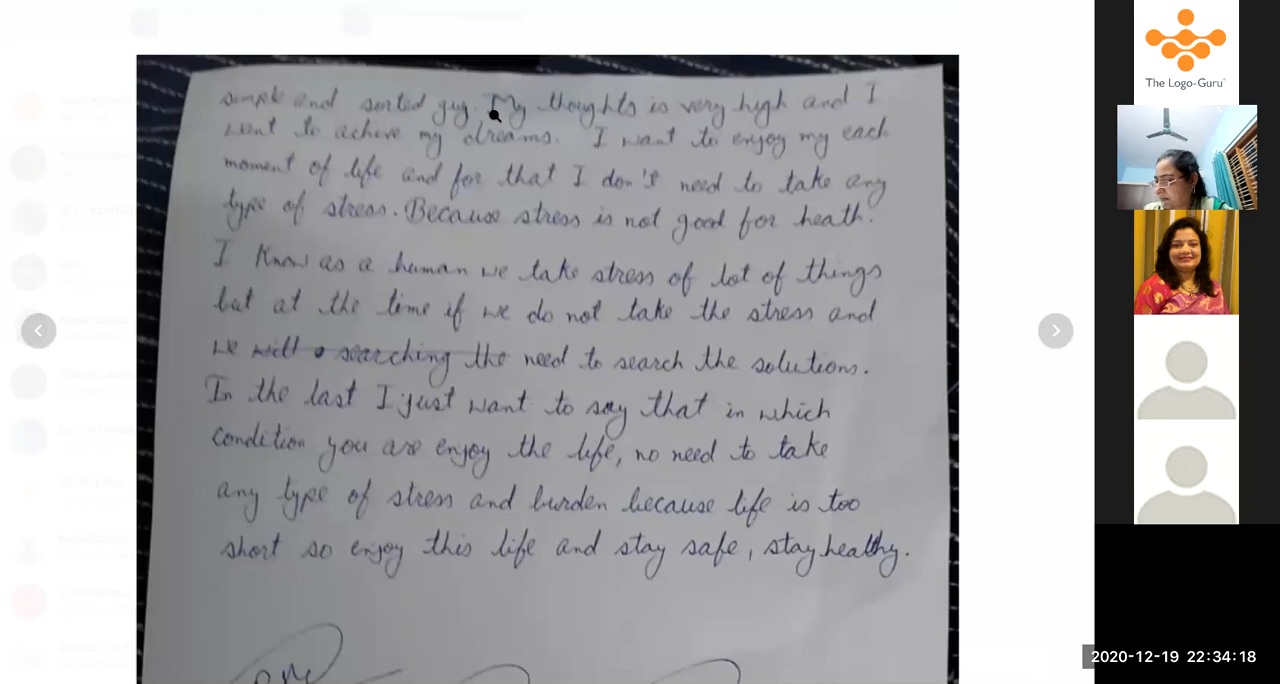 simple and sorted guy. My thoughts is very high and I
want to achive my dreams. I want to enjoy my each
moment of life and for that I don't need to take any
type of stress. Because stress is not good for heath.
I know as a human we take stress of lot of things
but at the time if we do not take the stress and
we will searching the need to search the solutions.
In the last I just want to say that in which
condition you are enjoy the life, no need to take
any type of stress and burden because life is too
short so enjoy this life and stay safe, stay healthy.
The Logo-Guru
2020-12-19 22:34:18